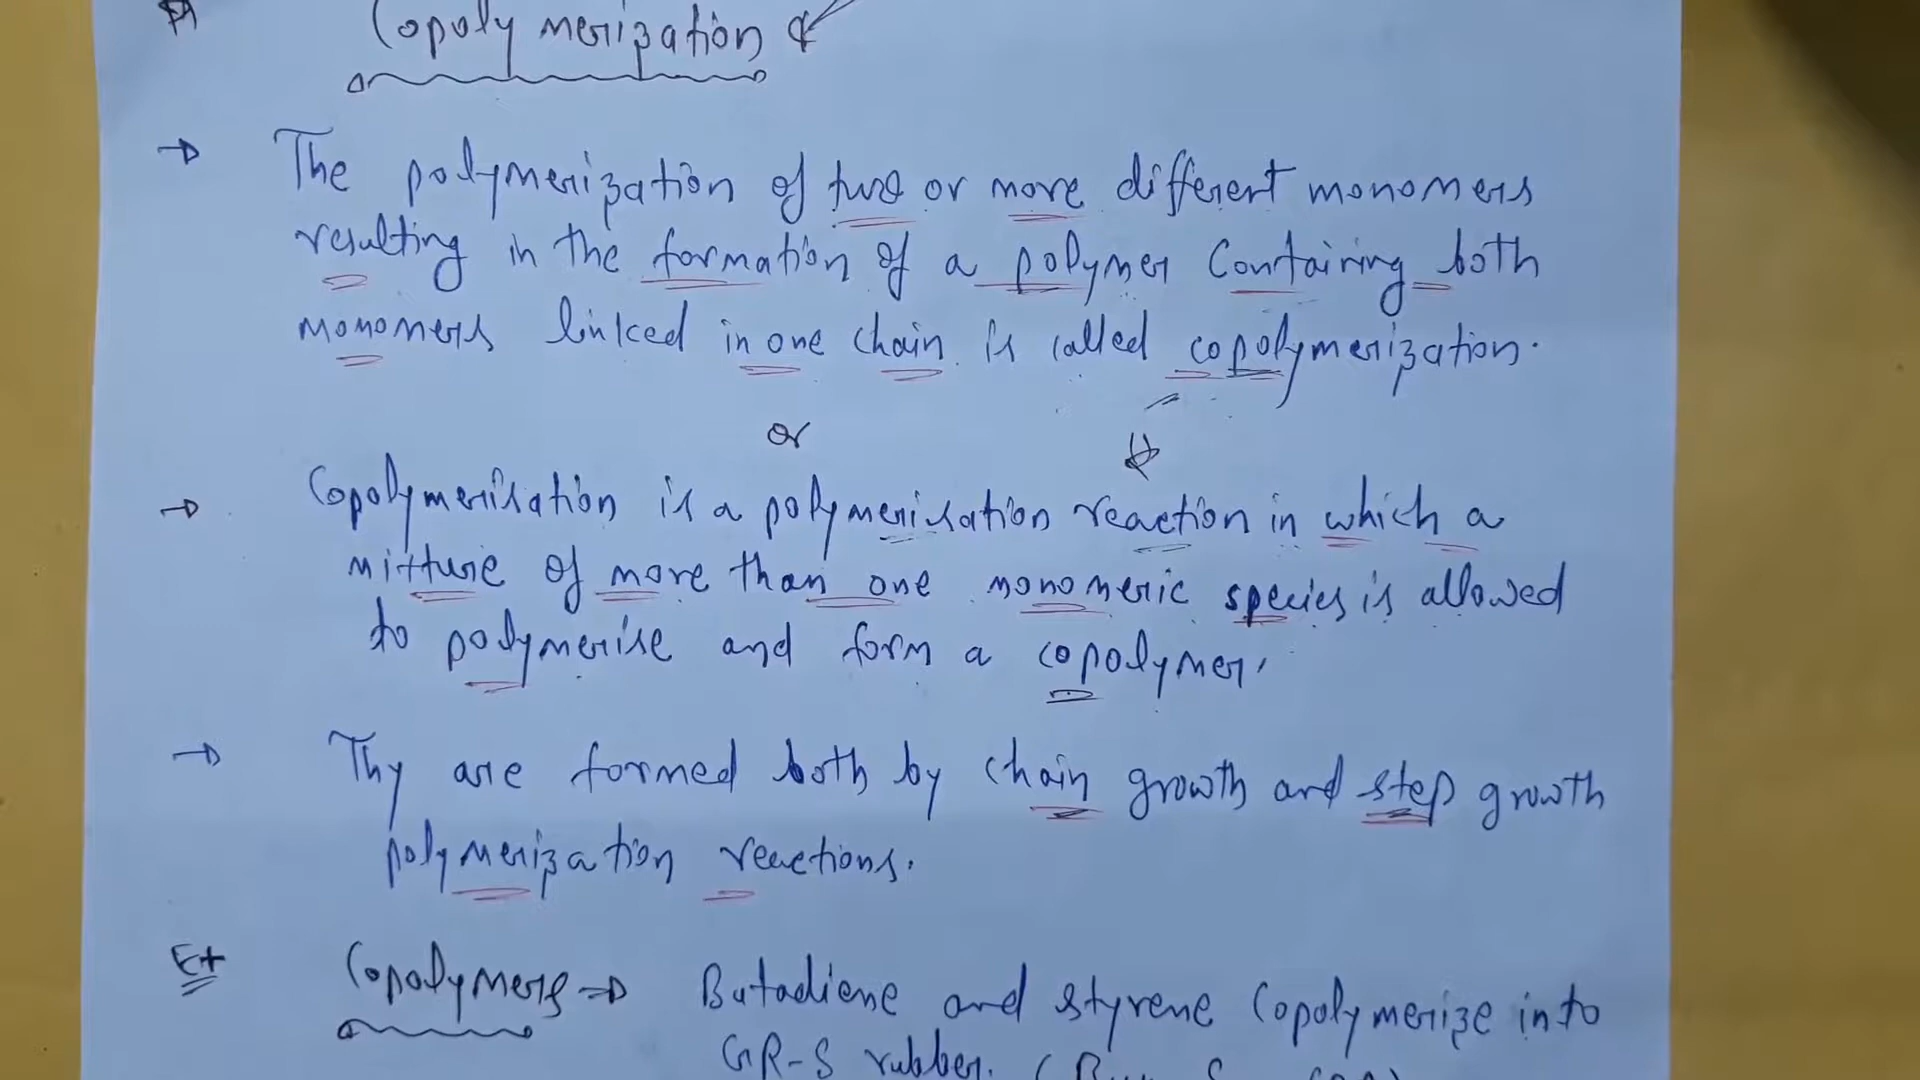 Copolymerization
→ The polymerization of two or more different monomers
resulting in the formation of a polymer containing both
monomers linked in one chain is called copolymerization.
or
→ Copolymerisation is a polymerisation reaction in which a
mixture of more than one monomeric species is allowed
to polymerise and form a copolymer.
→ Thy are formed both by chain growth and step growth
polymerization reactions.
Ex Copolymers → Butadiene and styrene Copolymerize into
GR-S rubber. (